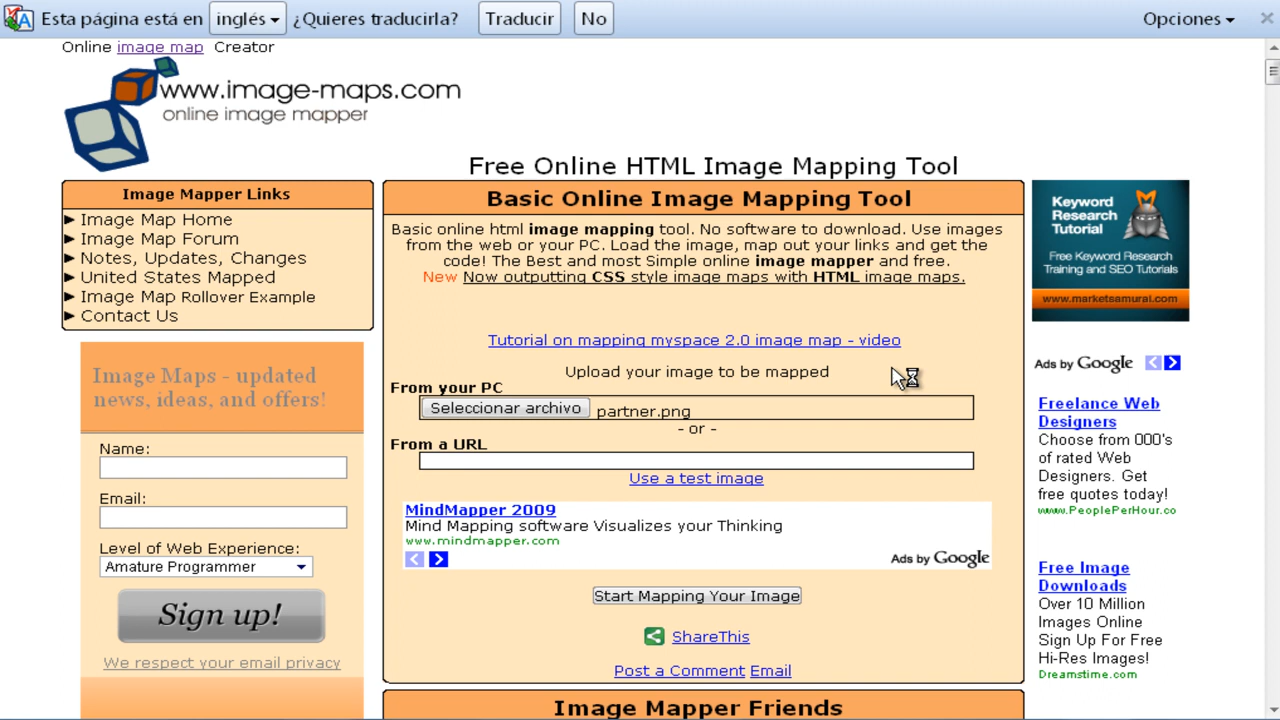 Esta página está en inglés ¿Quieres traducirla? Traducir No Opciones
Online image map Creator
www.image-maps.com
online image mapper
Free Online HTML Image Mapping Tool
Image Mapper Links
Image Map Home
Image Map Forum
Notes, Updates, Changes
United States Mapped
Image Map Rollover Example
Contact Us
Image Maps - updated
news, ideas, and offers!
Name:
Email:
Level of Web Experience:
Amature Programmer
Sign up!
We respect your email privacy
Basic Online Image Mapping Tool
Basic online html image mapping tool. No software to download. Use images
from the web or your PC. Load the image, map out your links and get the
code! The Best and most Simple online image mapper and free.
New Now outputting CSS style image maps with HTML image maps.
Tutorial on mapping myspace 2.0 image map - video
Upload your image to be mapped
From your PC
Seleccionar archivo partner.png
- or -
From a URL
Use a test image
MindMapper 2009
Mind Mapping software Visualizes your Thinking
www.mindmapper.com
Ads by Google
Start Mapping Your Image
ShareThis
Post a Comment Email
Image Mapper Friends
Keyword
Research
Tutorial
Free Keyword Research
Training and SEO Tutorials
www.marketsamurai.com
Ads by Google
Freelance Web
Designers
Choose from 000's
of rated Web
Designers. Get
free quotes today!
www.PeoplePerHour.co
Free Image
Downloads
Over 10 Million
Images Online
Sign Up For Free
Hi-Res Images!
Dreamstime.com